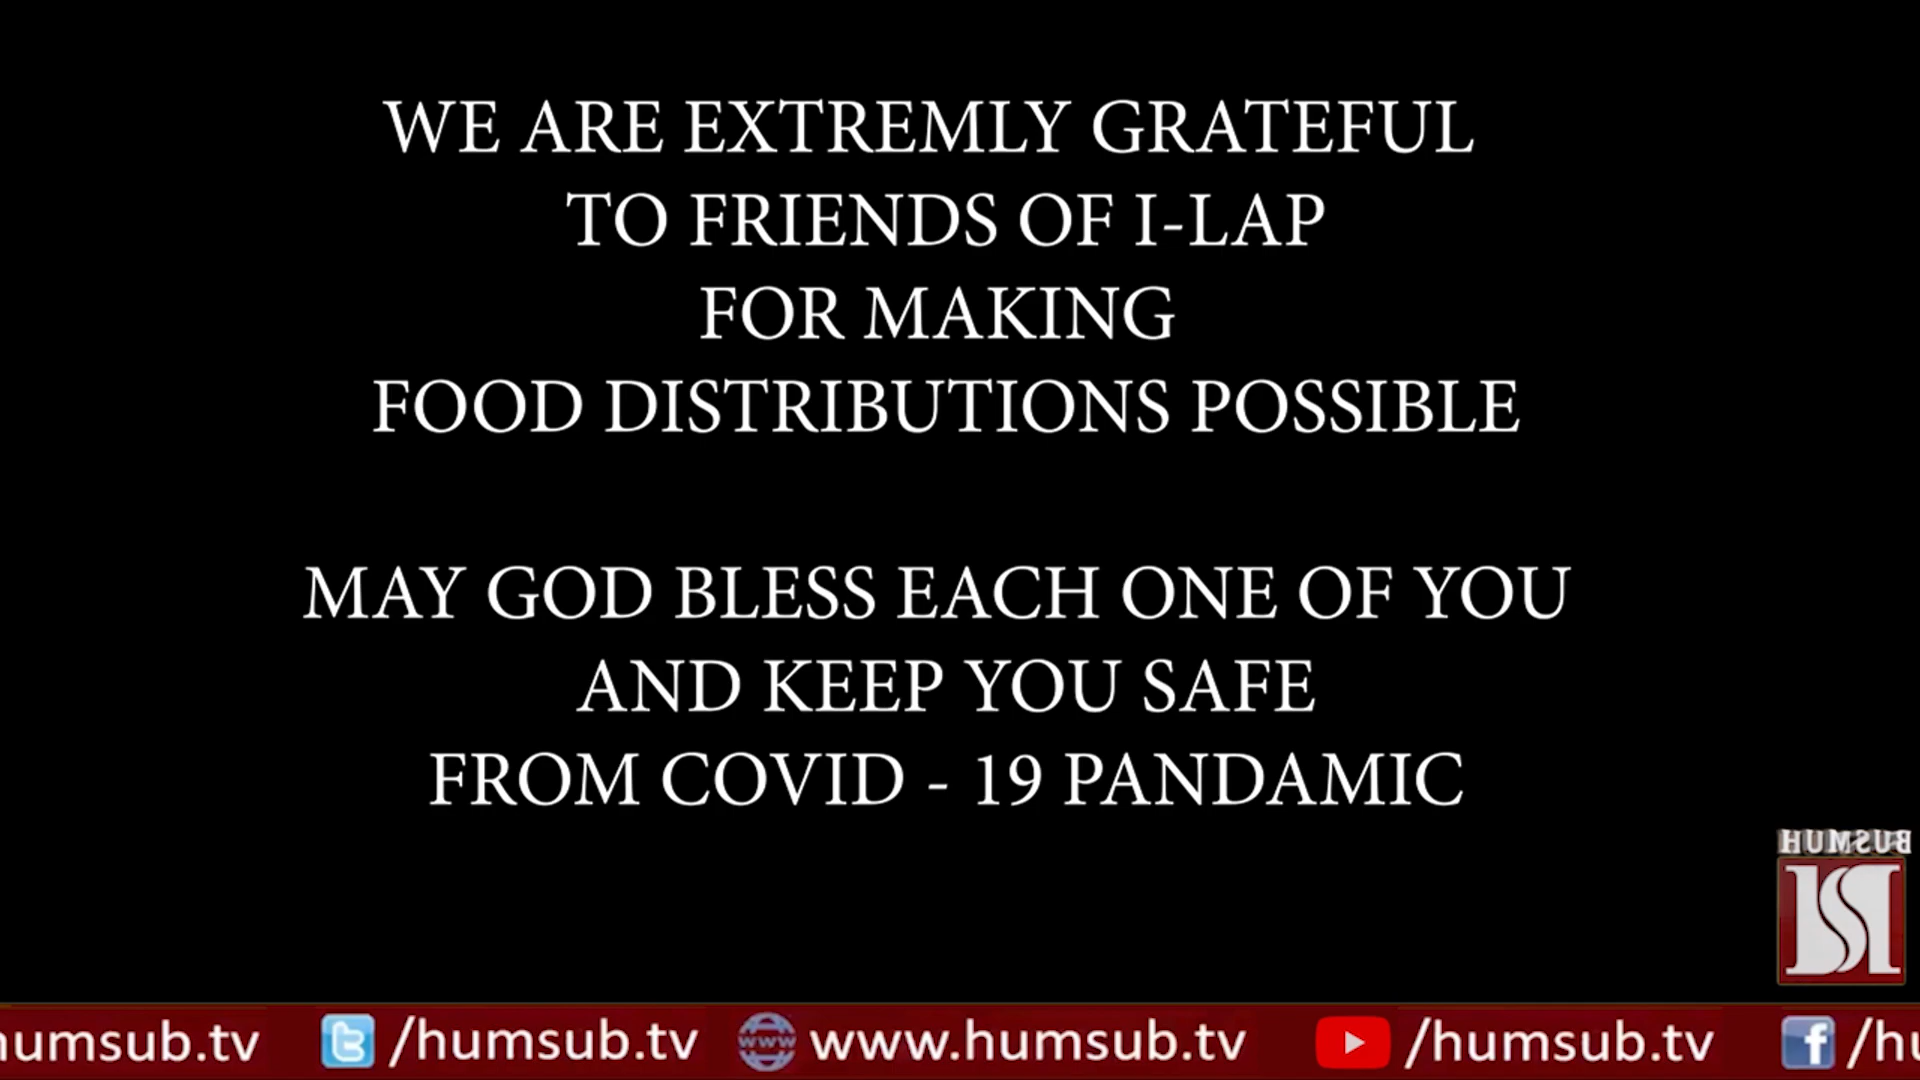 WE ARE EXTREMLY GRATEFUL
TO FRIENDS OF I-LAP
FOR MAKING
FOOD DISTRIBUTIONS POSSIBLE
MAY GOD BLESS EACH ONE OF YOU
AND KEEP YOU SAFE
FROM COVID - 19 PANDAMIC
HUMSUB
umsub.tv /humsub.tv www www.humsub.tv /humsub.tv /hu